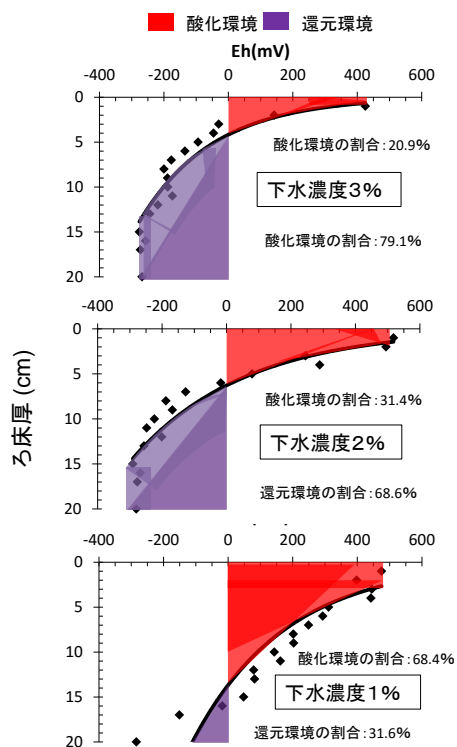 酸化環境 還元環境
Eh(mV)
-400 -200 0 200 400 600
0
5
10
15
20
酸化環境の割合:20.9%
下水濃度3%
酸化環境の割合:79.1%
-400 -200 0 200 400 600
0
5
10
15
20
酸化環境の割合:31.4%
下水濃度2%
還元環境の割合:68.6%
ろ床厚 (cm)
-400 -200 0 200 400 600
0
5
10
15
20
酸化環境の割合:68.4%
下水濃度1%
還元環境の割合:31.6%